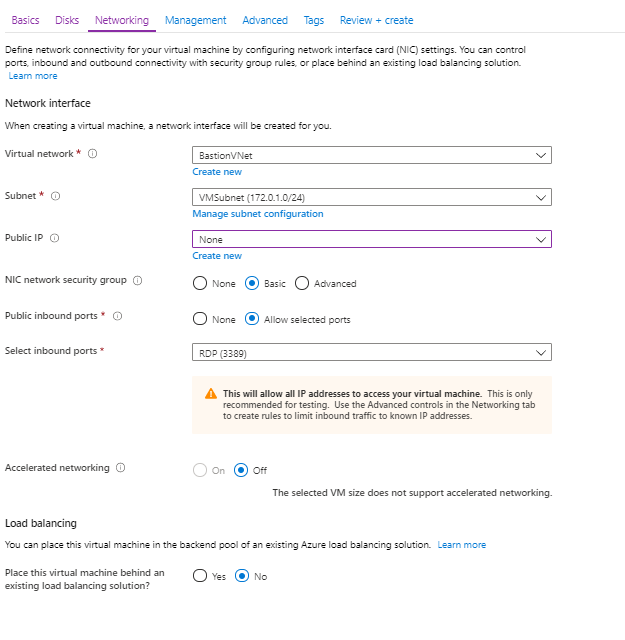 Basics Disks Networking Management Advanced Tags Review + create
Define network connectivity for your virtual machine by configuring network interface card (NIC) settings. You can control
ports, inbound and outbound connectivity with security group rules, or place behind an existing load balancing solution.
Learn more
Network interface
When creating a virtual machine, a network interface will be created for you.
Virtual network *
BastionVNet
Create new
Subnet *
VMSubnet (172.0.1.0/24)
Manage subnet configuration
Public IP
None
Create new
NIC network security group
None Basic Advanced
Public inbound ports *
None Allow selected ports
Select inbound ports *
RDP (3389)
This will allow all IP addresses to access your virtual machine. This is only
recommended for testing. Use the Advanced controls in the Networking tab
to create rules to limit inbound traffic to known IP addresses.
Accelerated networking
On Off
The selected VM size does not support accelerated networking.
Load balancing
You can place this virtual machine in the backend pool of an existing Azure load balancing solution. Learn more
Place this virtual machine behind an
existing load balancing solution?
Yes No